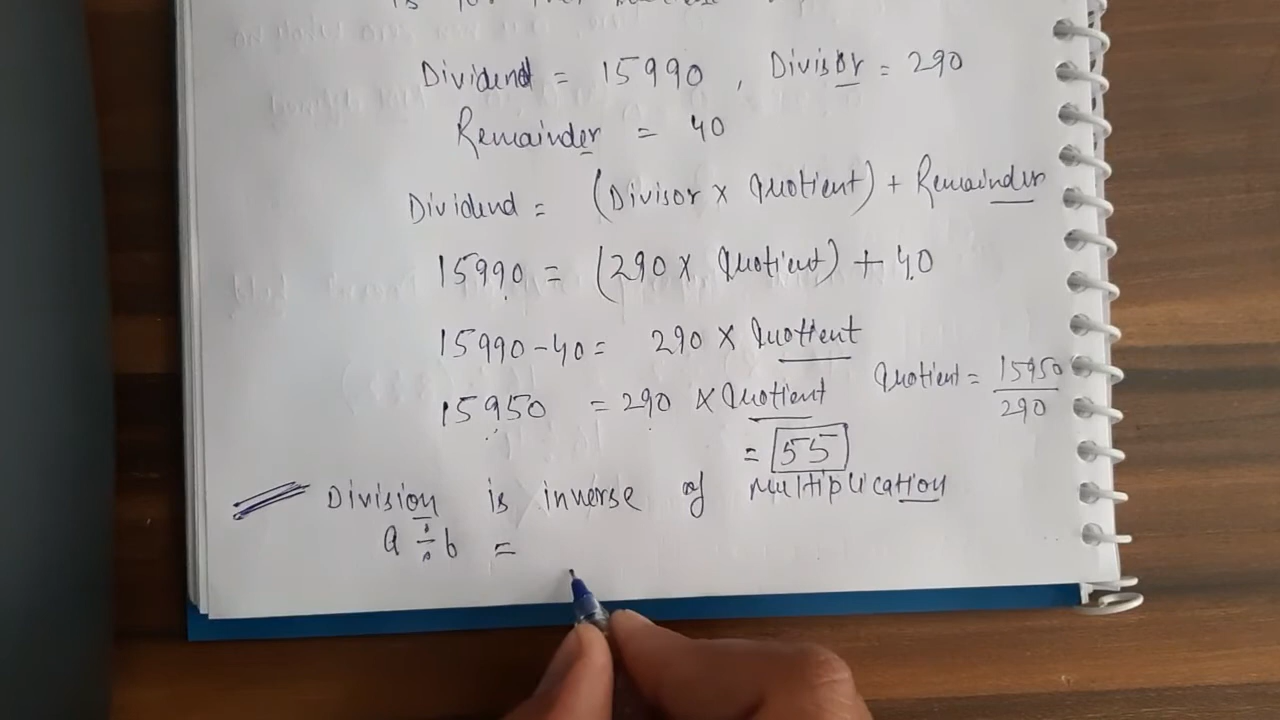 Dividend = 15990 , Divisor = 290
Remainder = 40
Dividend = (Divisor × Quotient) + Remainder
15990 = (290 × Quotient) + 40
15990-40 = 290 × Quotient
15950 = 290 × Quotient
Quotient = 15950/290
= 55
Division is inverse of multiplication
a ÷ b =